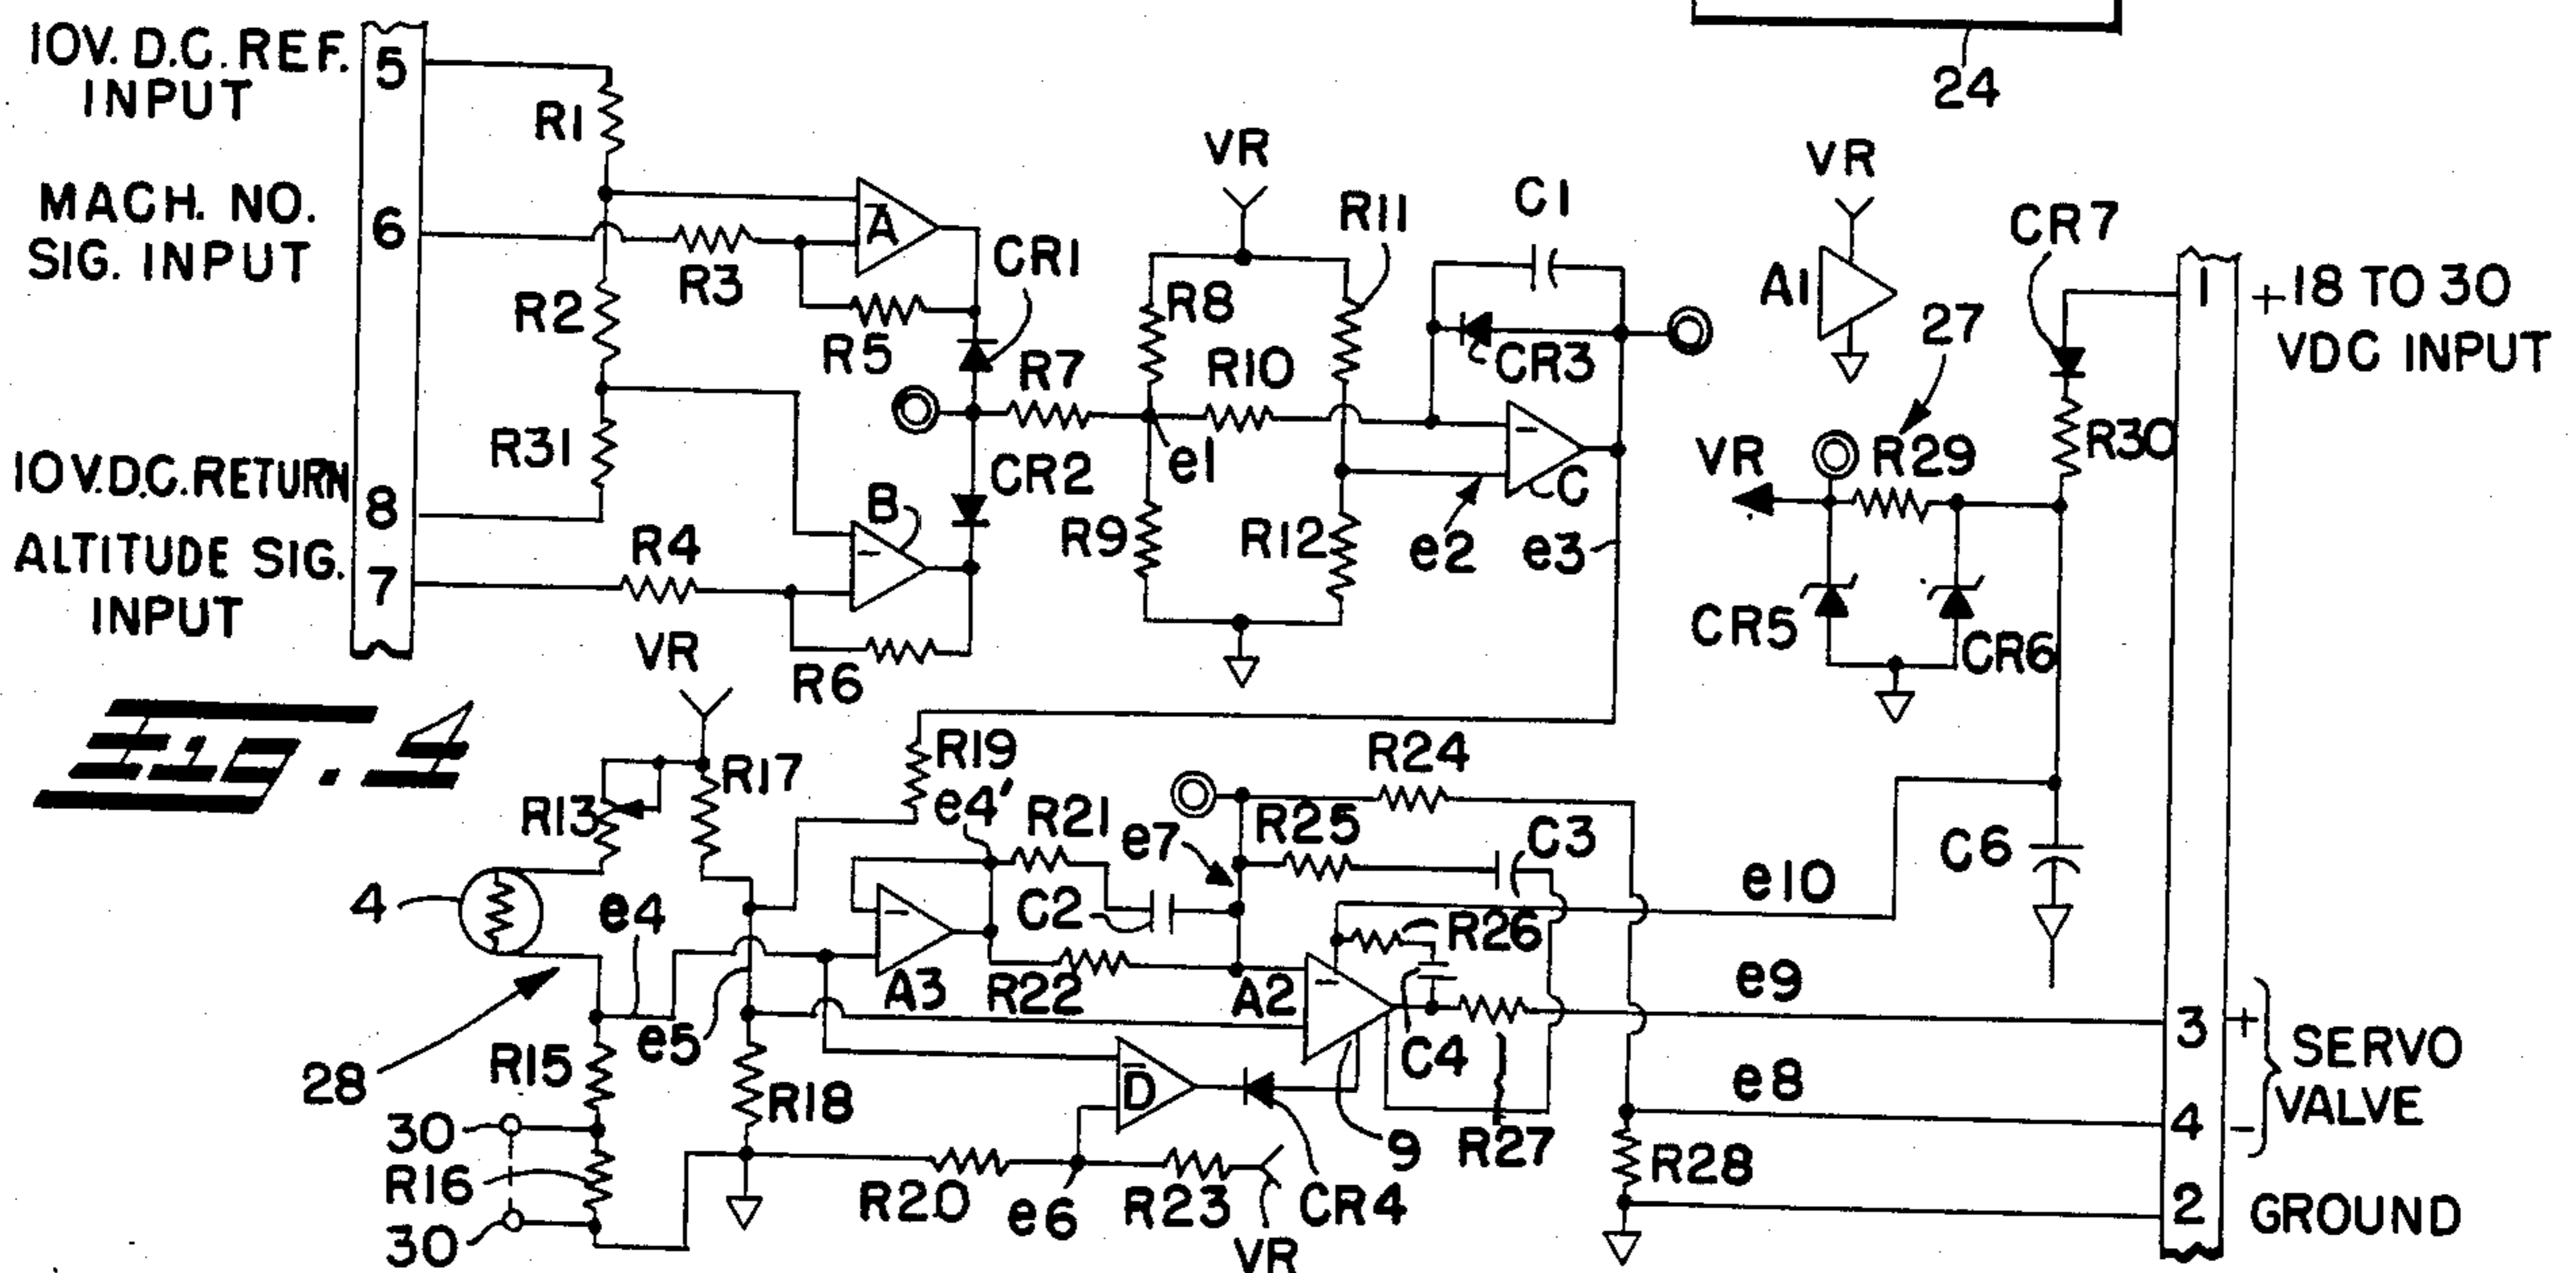 10V. D.C. REF.
INPUT
MACH. NO.
SIG. INPUT
10V.D.C. RETURN
ALTITUDE SIG.
INPUT
5
6
8
7
R1
R2
R31
R3
A
R5
CR1
R4
B
R6
CR2
R7
VR
R8
R11
R10
e1
R9
R12
e2
C1
CR3
C
e3
24
VR
A1
27
VR
R29
CR5
CR6
CR7
R30
1
+18 TO 30
VDC INPUT
FIG. 4
VR
R13
R17
4
e4
28
R15
30
R16
30
e5
R18
R19
e4'
R21
C2
A3
R22
e7
R24
R25
C3
A2
R26
C4
R27
9
D
CR4
R20
e6
R23
VR
e10
C6
e9
e8
R28
3
4
2
+
-
SERVO
VALVE
GROUND